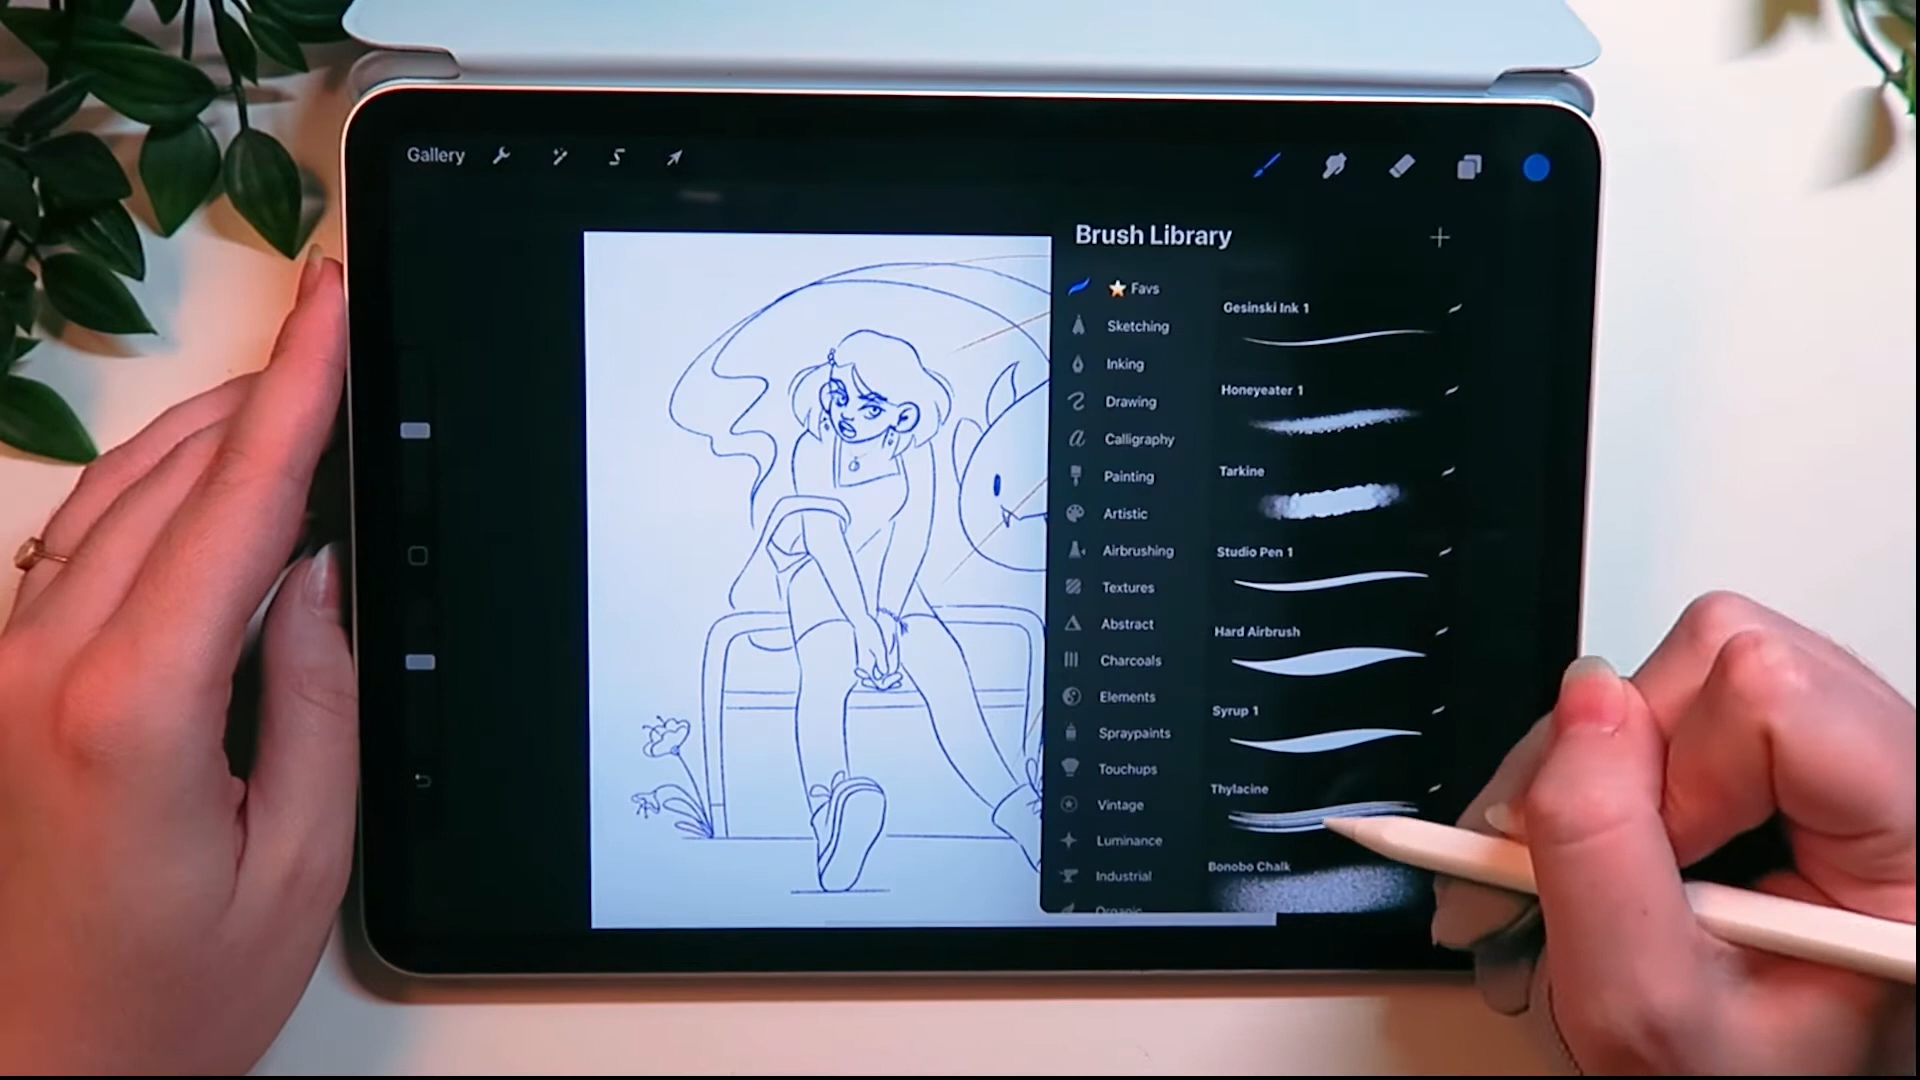 Gallery
Brush Library
Favs
Sketching
Inking
Drawing
Calligraphy
Painting
Artistic
Airbrushing
Textures
Abstract
Charcoals
Elements
Spraypaints
Touchups
Vintage
Luminance
Industrial
Organic
Gesinski Ink 1
Honeyeater 1
Tarkine
Studio Pen 1
Hard Airbrush
Syrup 1
Thylacine
Bonobo Chalk